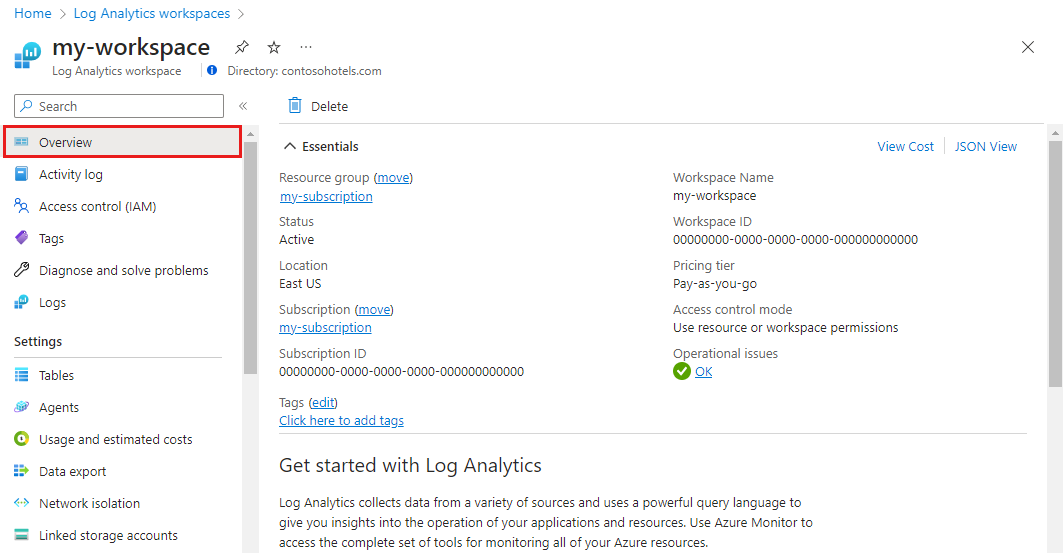 Home > Log Analytics workspaces >
my-workspace ...
Log Analytics workspace
Directory: contosohotels.com
Search «
Overview
Activity log
Access control (IAM)
Tags
Diagnose and solve problems
Logs
Settings
Tables
Agents
Usage and estimated costs
Data export
Network isolation
Linked storage accounts
Delete
Essentials
View Cost
JSON View
Resource group (move)
my-subscription
Status
Active
Location
East US
Subscription (move)
my-subscription
Subscription ID
00000000-0000-0000-0000-000000000000
Workspace Name
my-workspace
Workspace ID
00000000-0000-0000-0000-000000000000
Pricing tier
Pay-as-you-go
Access control mode
Use resource or workspace permissions
Operational issues
OK
Tags (edit)
Click here to add tags
Get started with Log Analytics
Log Analytics collects data from a variety of sources and uses a powerful query language to
give you insights into the operation of your applications and resources. Use Azure Monitor to
access the complete set of tools for monitoring all of your Azure resources.